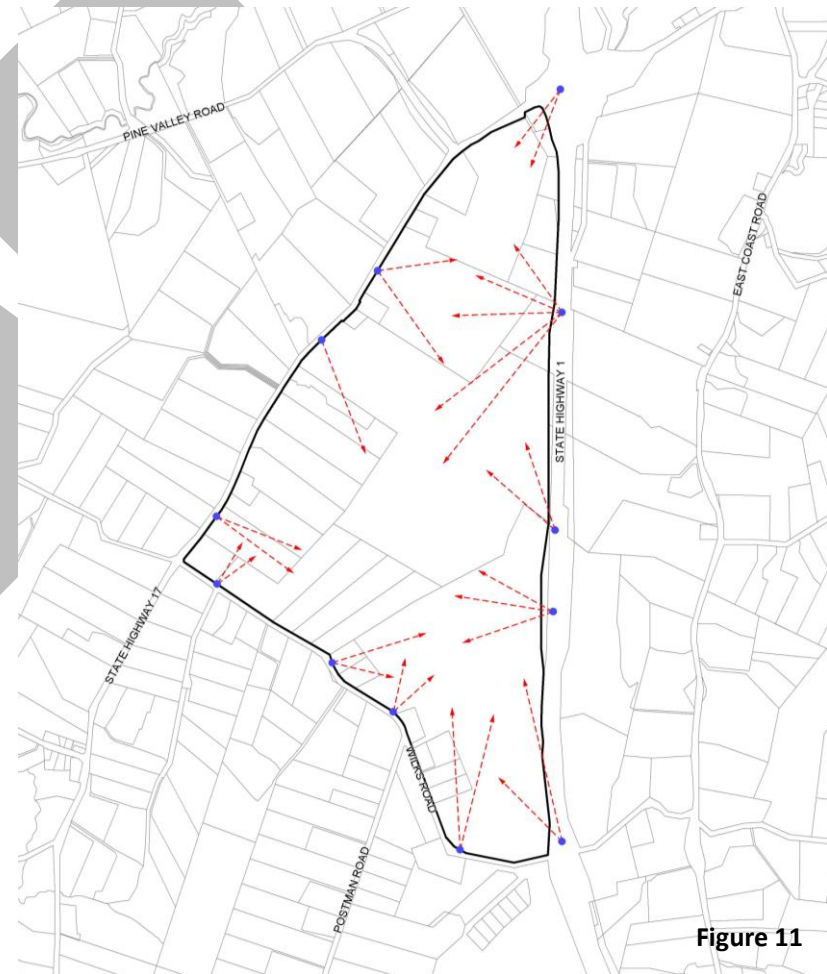 PINE VALLEY ROAD
EAST COAST ROAD
STATE HIGHWAY 1
STATE HIGHWAY 17
WILKS ROAD
POSTMAN ROAD
Figure 11